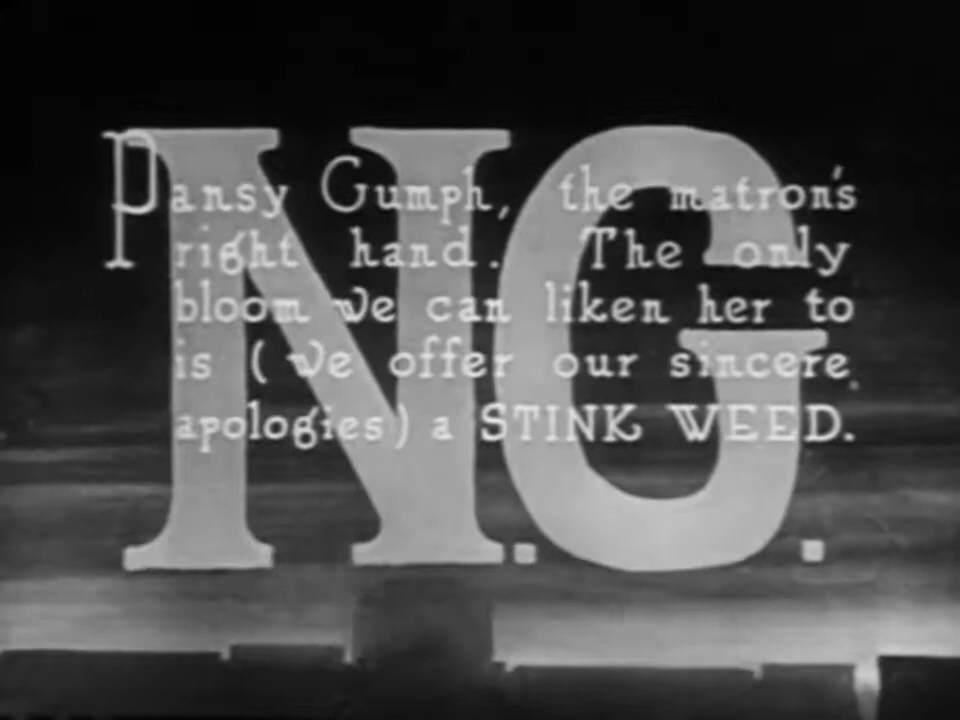 N.G.
Pansy Gumph, the matron's
right hand. The only
bloom we can liken her to
is (we offer our sincere
apologies) a STINK WEED.